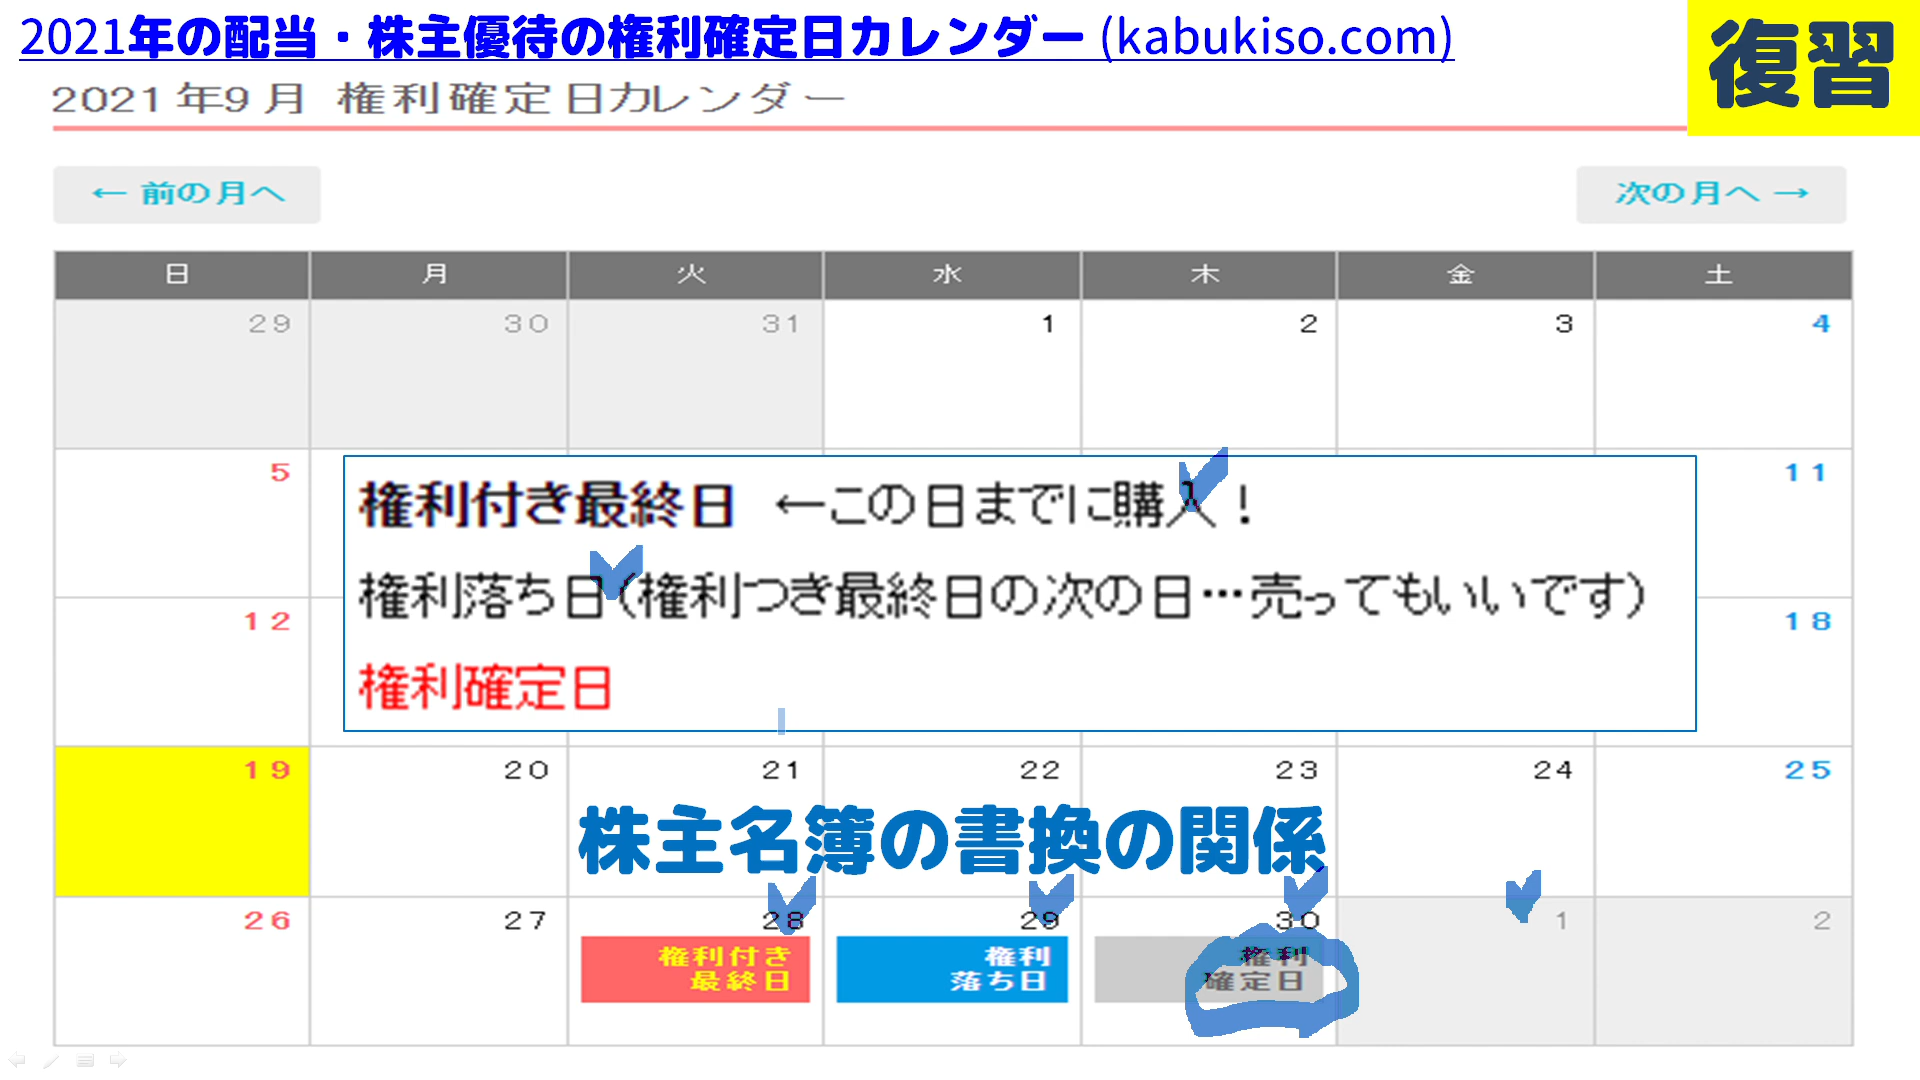 2021年の配当・株主優待の権利確定日カレンダー (kabukiso.com)
復習
2021年9月 権利確定日カレンダー
← 前の月へ
次の月へ →
日 月 火 水 木 金 土
29 30 31 1 2 3 4
5 11
権利付き最終日 ←この日までに購入！
権利落ち日(権利つき最終日の次の日…売ってもいいです)
12 18
権利確定日
19 20 21 22 23 24 25
株主名簿の書換の関係
26 27 28 29 30 1 2
権利付き
最終日
権利
落ち日
権利
確定日